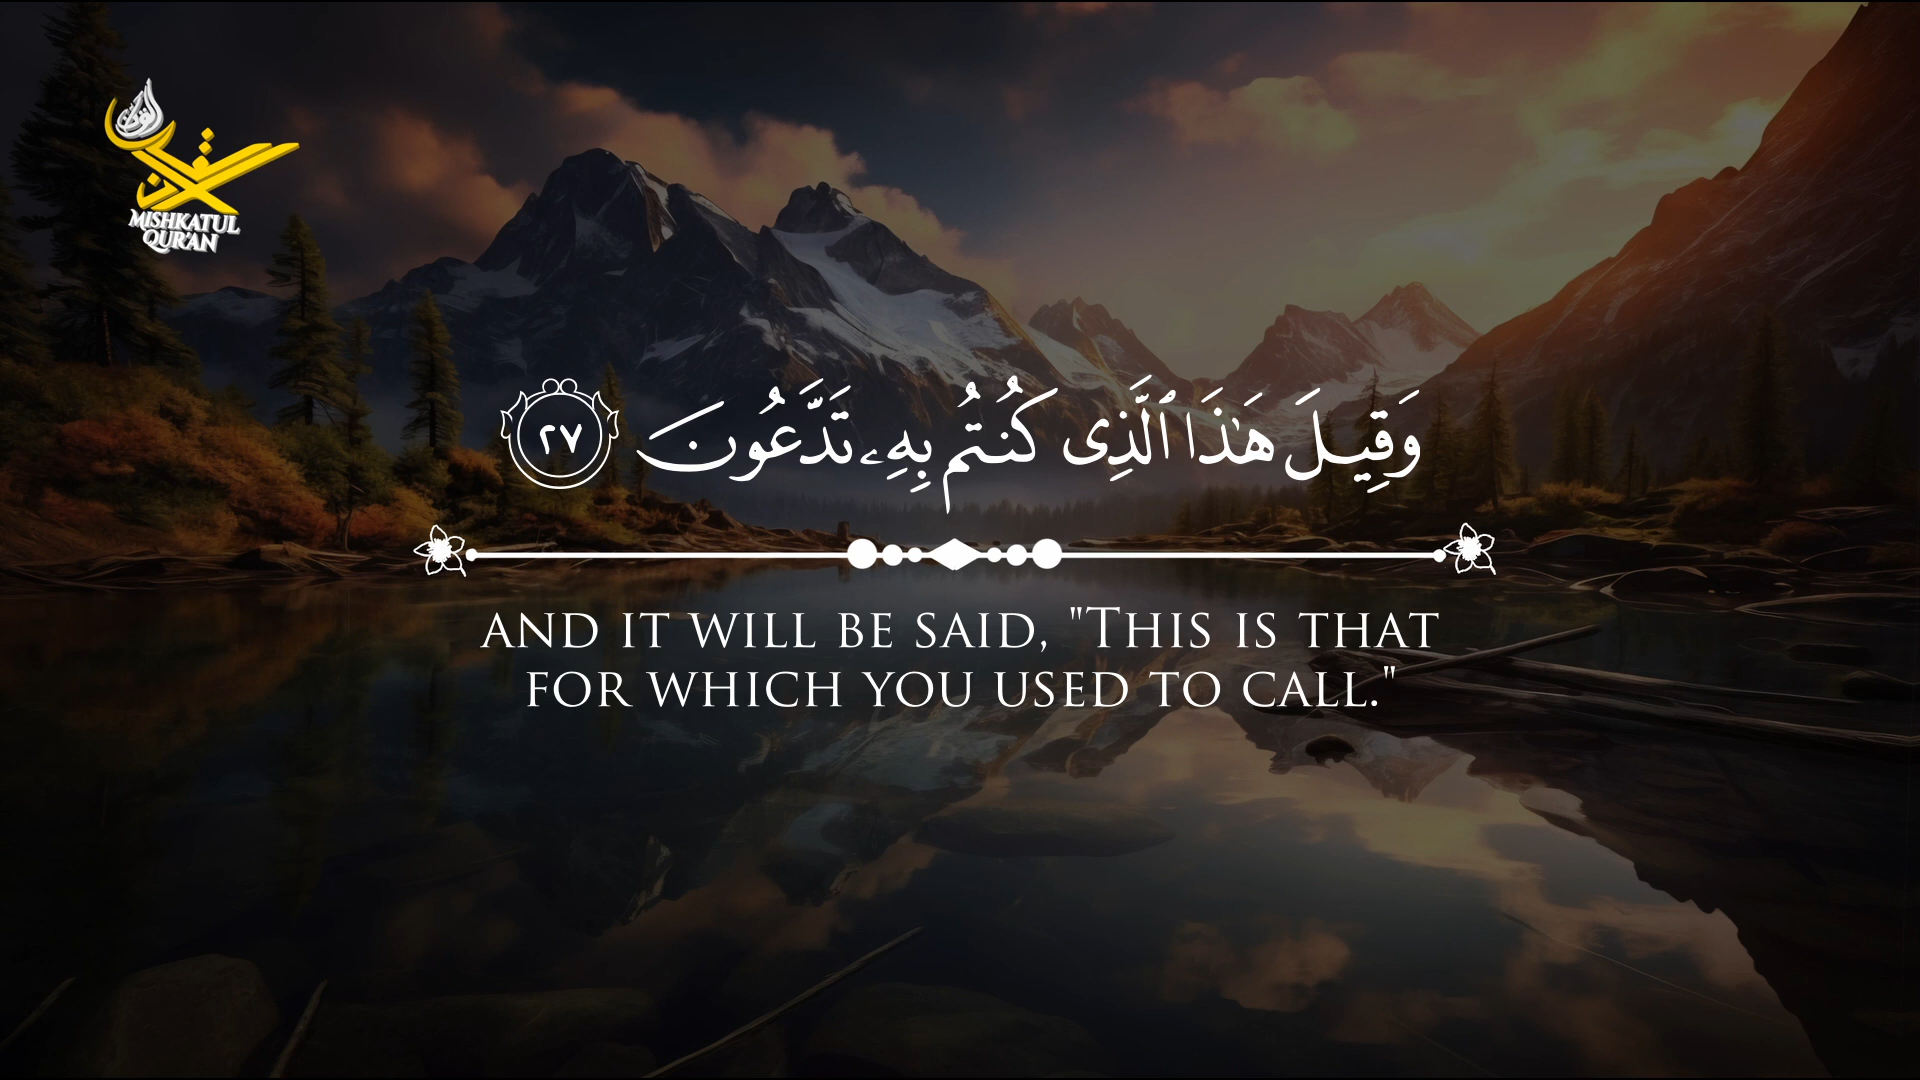 MISHKATUL
QUR'AN
وَقِيلَ هَٰذَا ٱلَّذِى كُنتُم بِهِۦ تَدَّعُونَ ٢٧
AND IT WILL BE SAID, "THIS IS THAT
FOR WHICH YOU USED TO CALL."